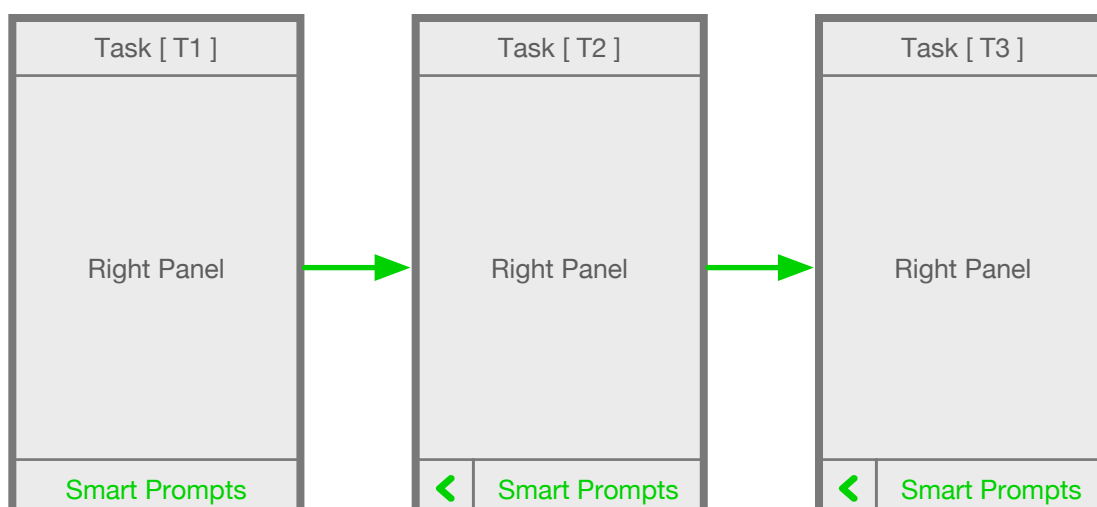 Task [ T1 ]
Task [ T2 ]
Task [ T3 ]
Right Panel
Right Panel
Right Panel
Smart Prompts
Smart Prompts
Smart Prompts